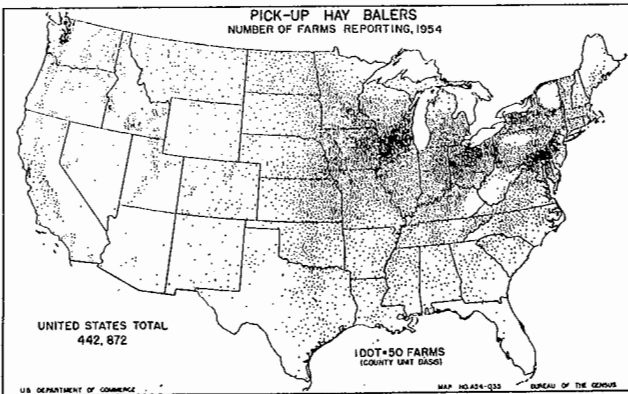 PICK-UP HAY BALERS
NUMBER OF FARMS REPORTING, 1954
UNITED STATES TOTAL
442, 872
1 DOT=50 FARMS
(COUNTY UNIT BASIS)
U.S. DEPARTMENT OF COMMERCE
MAP NO. A54-035
BUREAU OF THE CENSUS